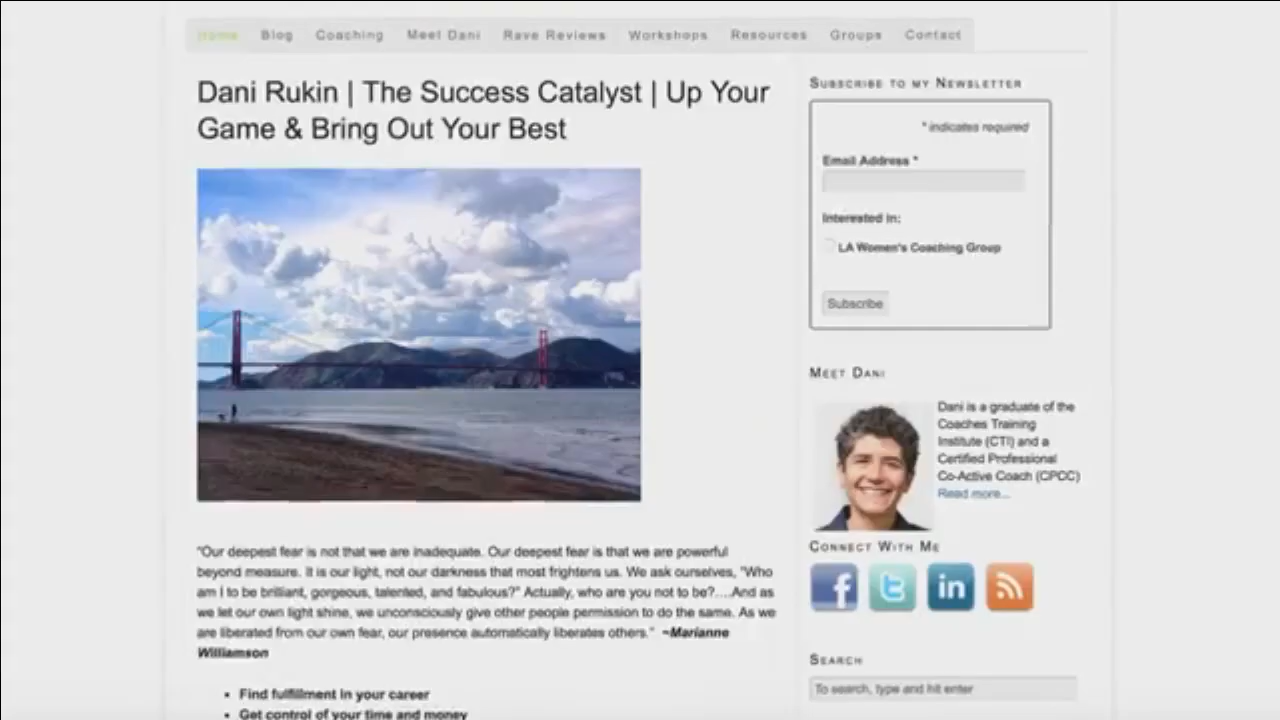 Home Blog Coaching Meet Dani Rave Reviews Workshops Resources Groups Contact
Dani Rukin | The Success Catalyst | Up Your
Game & Bring Out Your Best
"Our deepest fear is not that we are inadequate. Our deepest fear is that we are powerful
beyond measure. It is our light, not our darkness that most frightens us. We ask ourselves, "Who
am I to be brilliant, gorgeous, talented, and fabulous?" Actually, who are you not to be?....And as
we let our own light shine, we unconsciously give other people permission to do the same. As we
are liberated from our own fear, our presence automatically liberates others." ~Marianne
Williamson
• Find fulfillment in your career
• Get control of your time and money
Subscribe to my Newsletter
* indicates required
Email Address *
Interested in:
LA Women's Coaching Group
Subscribe
Meet Dani
Dani is a graduate of the
Coaches Training
Institute (CTI) and a
Certified Professional
Co-Active Coach (CPCC)
Read more...
Connect With Me
f
t
in
Search
To search, type and hit enter